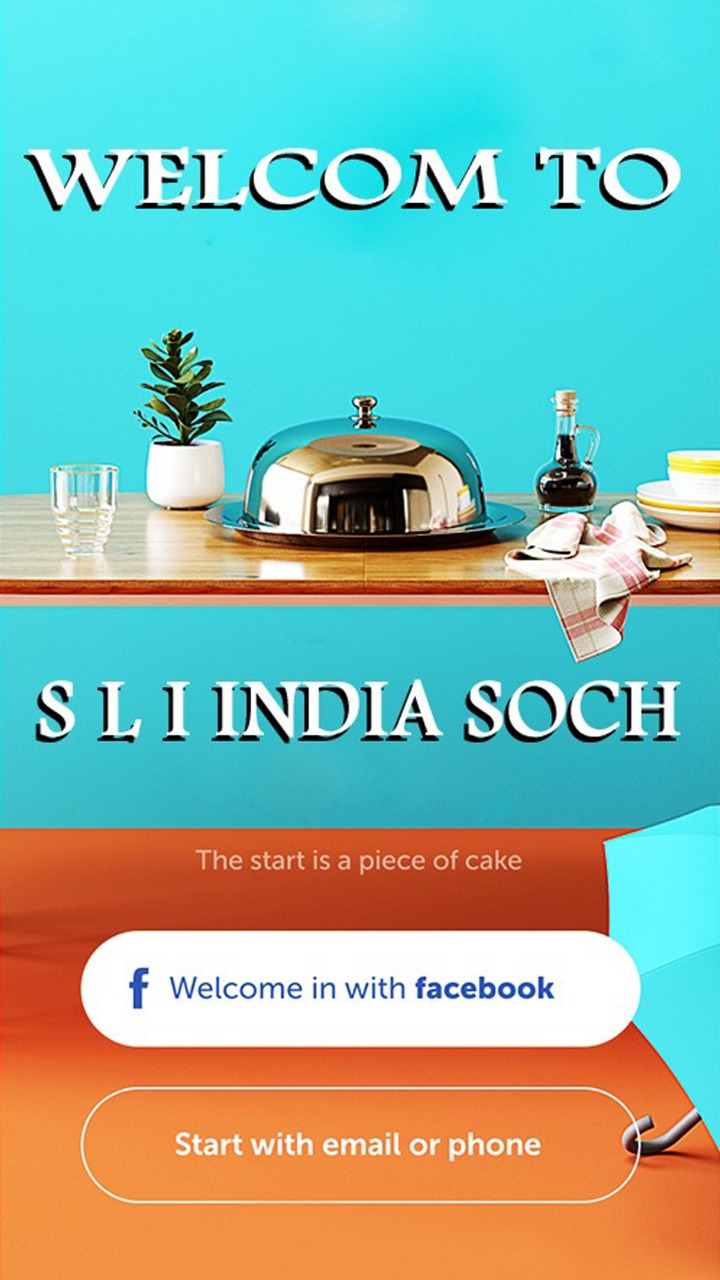 WELCOM TO
S L I INDIA SOCH
The start is a piece of cake
f Welcome in with facebook
Start with email or phone